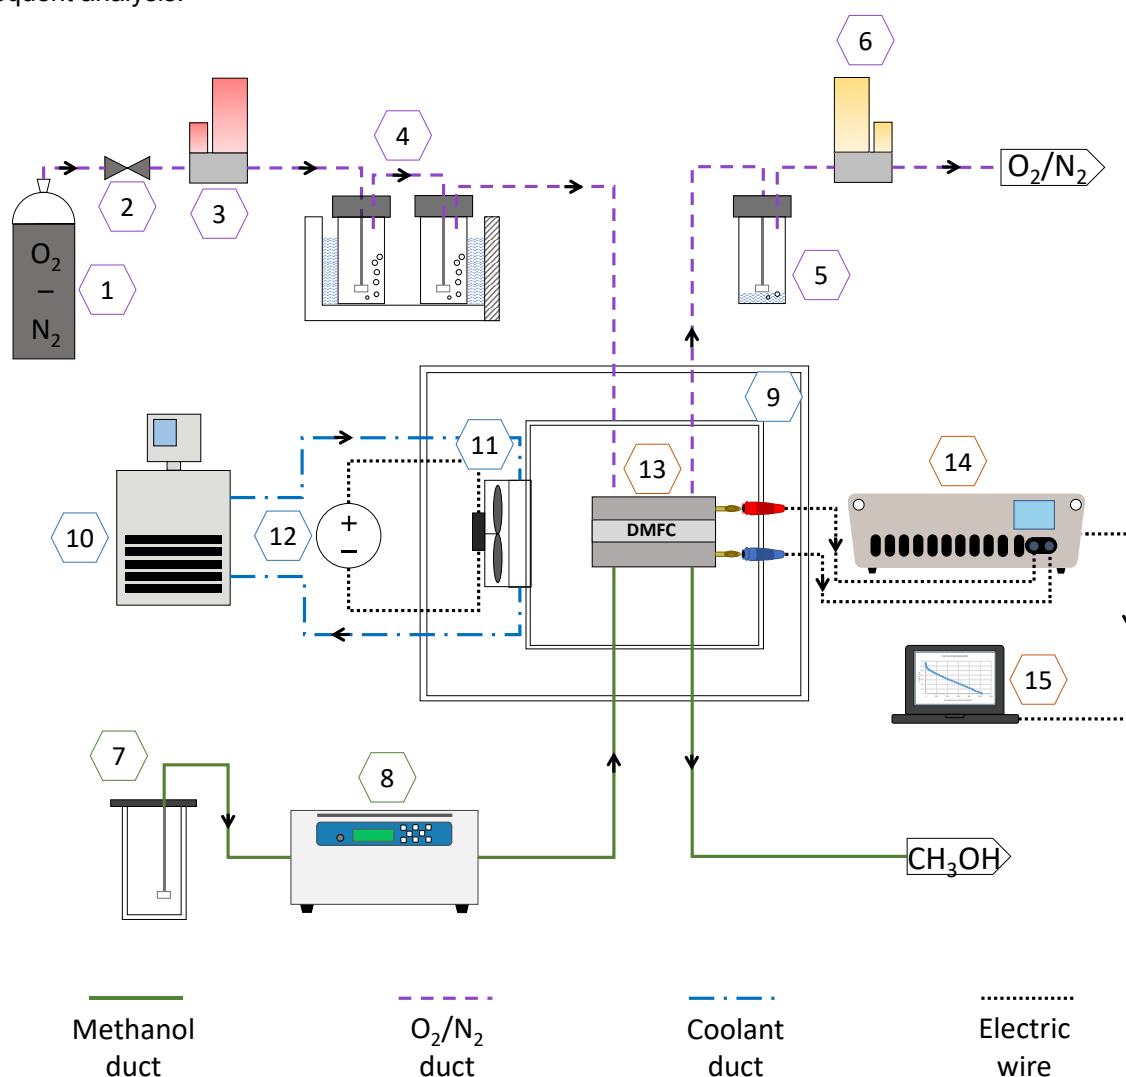 6
4
O₂/N₂
2
3
O₂
–
N₂
1
5
9
11
13
14
10
12
+
–
DMFC
15
7
8
CH₃OH
Methanol
duct
O₂/N₂
duct
Coolant
duct
Electric
wire